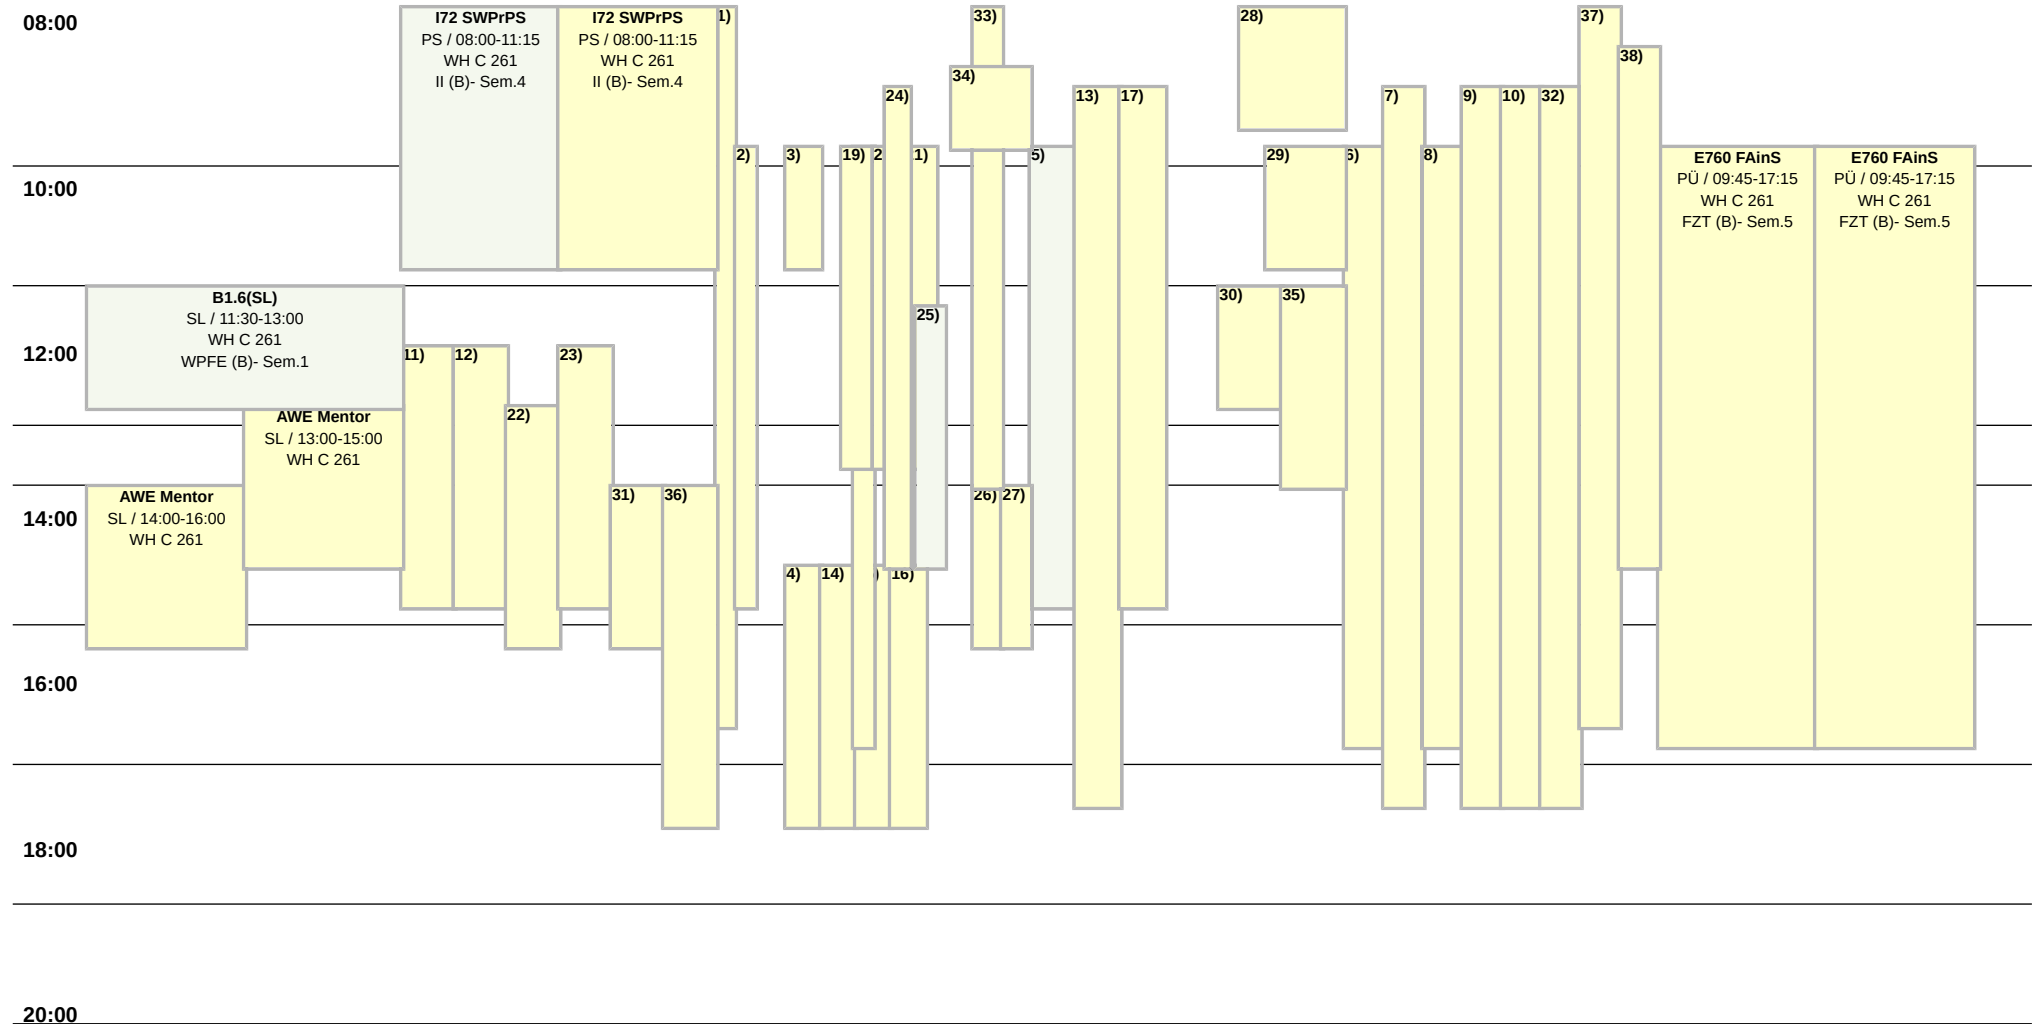 08:00
10:00
12:00
14:00
16:00
18:00
20:00
I72 SWPrPS
PS / 08:00-11:15
WH C 261
II (B)- Sem.4
I72 SWPrPS
PS / 08:00-11:15
WH C 261
II (B)- Sem.4
1)
33)
28)
37)
38)
34)
24)
13)
17)
7)
9)
10)
32)
2)
3)
19)
2
1)
5)
29)
6)
8)
E760 FAinS
PÜ / 09:45-17:15
WH C 261
FZT (B)- Sem.5
E760 FAinS
PÜ / 09:45-17:15
WH C 261
FZT (B)- Sem.5
B1.6(SL)
SL / 11:30-13:00
WH C 261
WPFE (B)- Sem.1
30)
35)
25)
11)
12)
23)
22)
AWE Mentor
SL / 13:00-15:00
WH C 261
AWE Mentor
SL / 14:00-16:00
WH C 261
31)
36)
26)
27)
4)
14)
)
16)